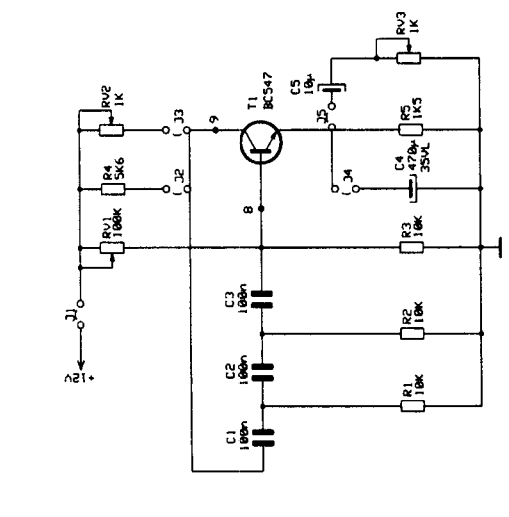 +12V
J1
RV1
100K
R4
5K6
RV2
1K
J2
J3
9
8
T1
BC547
C1
100n
C2
100n
C3
100n
C5
10µ
J5
J4
C4
470µ
35VL
R1
10K
R2
10K
R3
10K
R5
1K5
RV3
1K